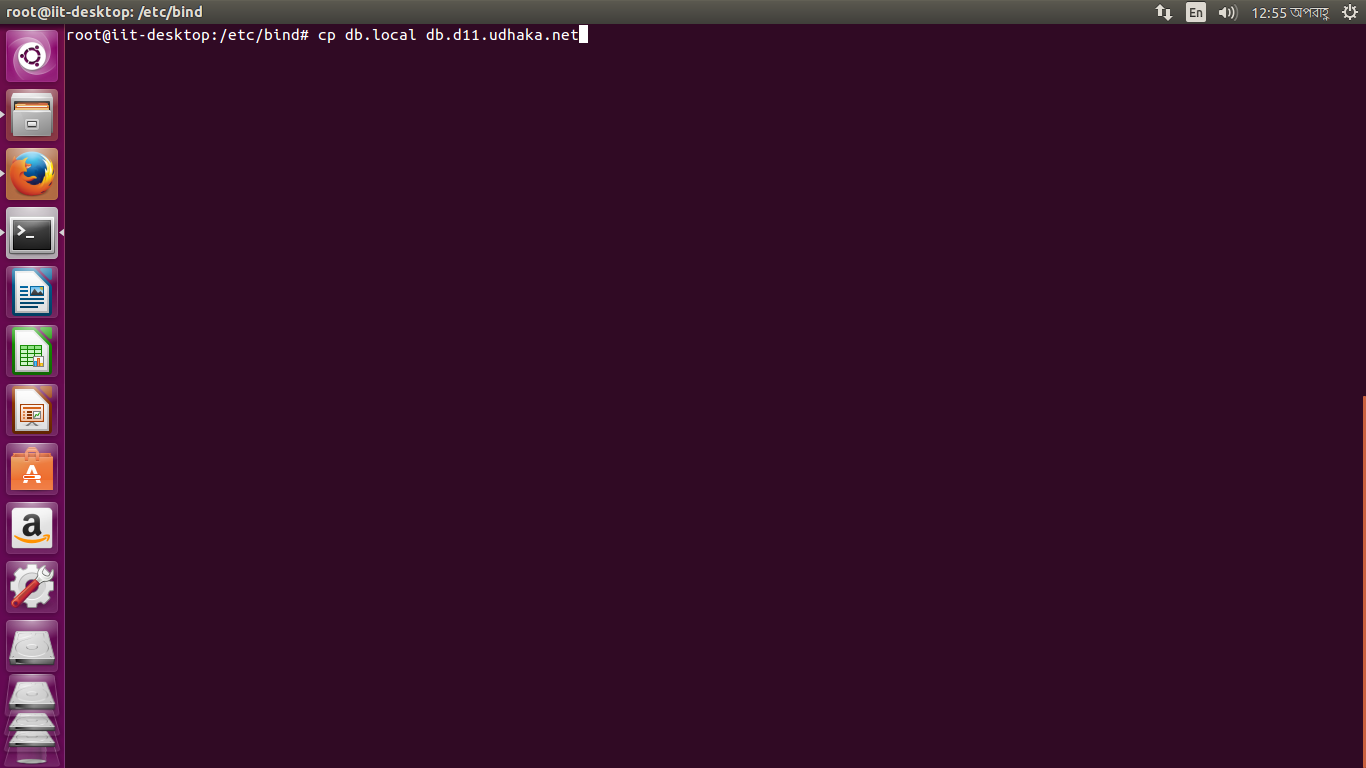 root@iit-desktop: /etc/bind
En
12:55 অপরাহ্ণ
root@iit-desktop:/etc/bind# cp db.local db.d11.udhaka.net